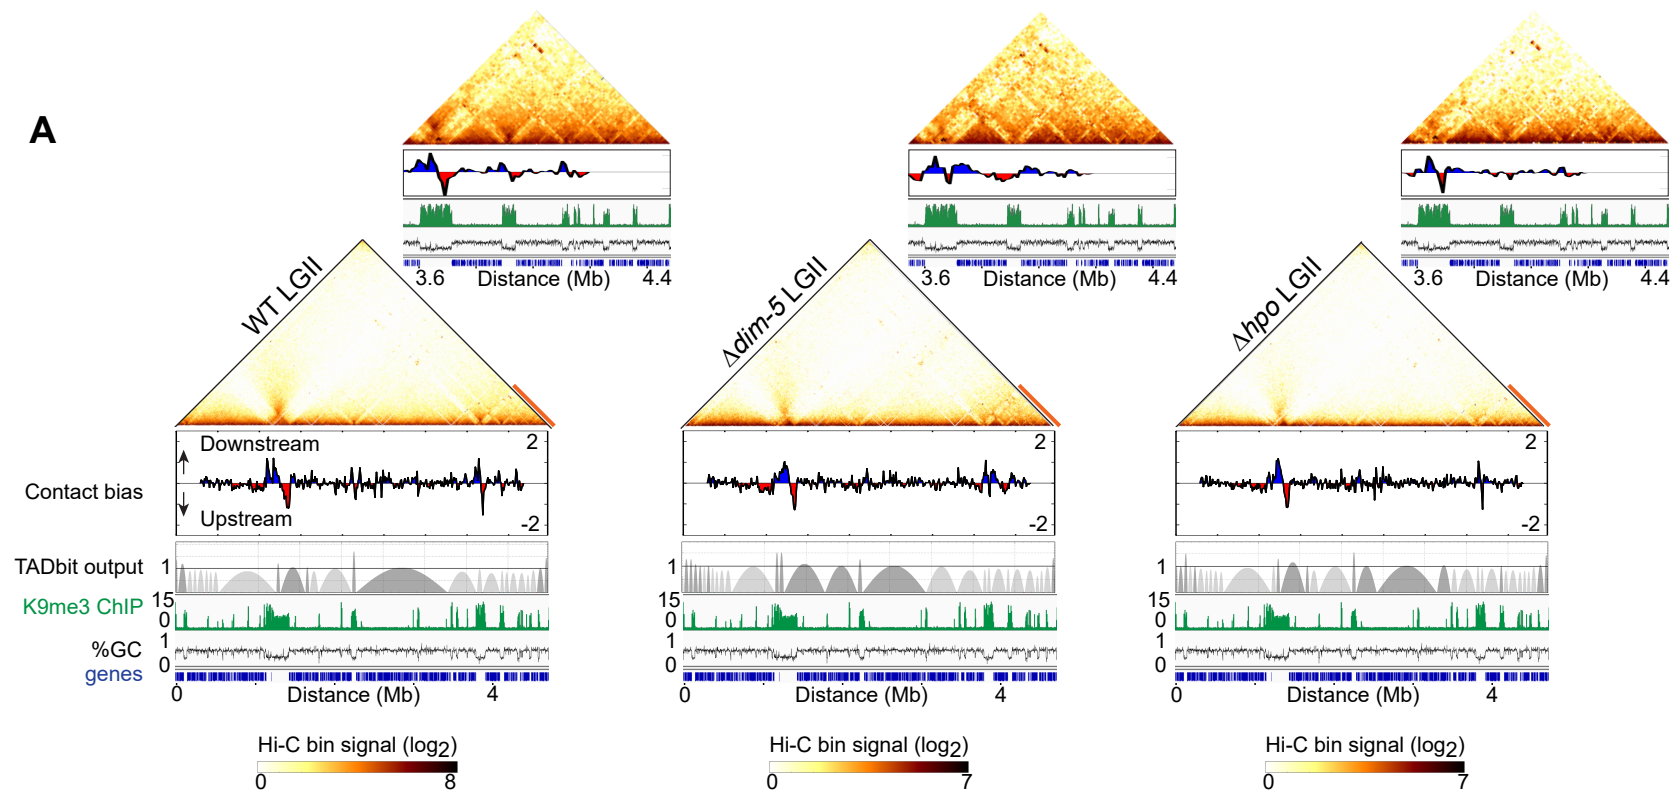 A
3.6 Distance (Mb) 4.4
3.6 Distance (Mb) 4.4
3.6 Distance (Mb) 4.4
WT LGII
Δdim-5 LGII
Δhpo LGII
Contact bias
Downstream
Upstream
2
-2
2
-2
2
-2
TADbit output
1
1
1
K9me3 ChIP
15
0
15
0
15
0
%GC
1
0
1
0
1
0
genes
0 Distance (Mb) 4
0 Distance (Mb) 4
0 Distance (Mb) 4
Hi-C bin signal (log2)
0 8
Hi-C bin signal (log2)
0 7
Hi-C bin signal (log2)
0 7